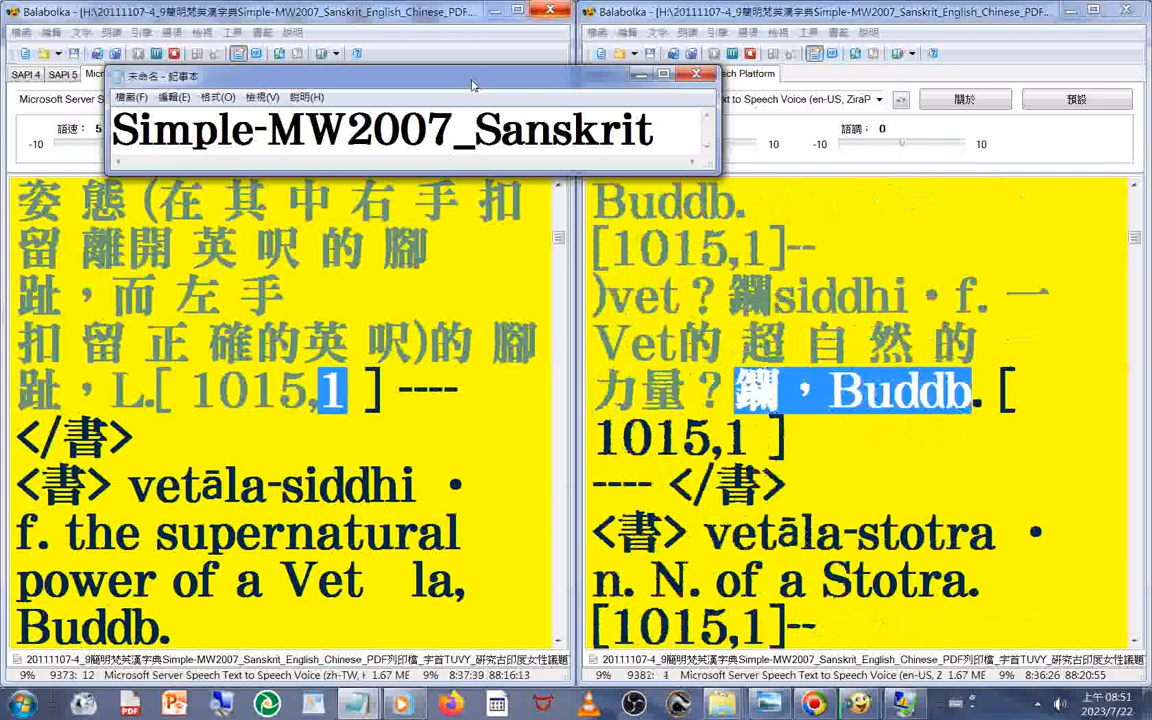 Balabolka - [H:\20111107-4_9簡明梵英漢字典Simple-MW2007_Sanskrit_English_Chinese_PDF...
Balabolka - [H:\20111107-4_9簡明梵英漢字典Simple-MW2007_Sanskrit_English_Chinese_PDF...
SAPI 4 SAPI 5
未命名 - 記事本
檔案(F) 編輯(E) 格式(O) 檢視(V) 說明(H)
Simple-MW2007_Sanskrit
Microsoft Server S
語速: 5
-10
ech Platform
xt to Speech Voice (en-US, ZiraP
關於
預設
語調: 0
10
-10
10
姿 態 (在 其 中 右 手 扣
留 離開 英 呎 的 腳
趾，而 左 手
扣 留 正 確的英 呎)的 腳
趾，L.[ 1015,1 ] ----
</書>
<書> vetāla-siddhi •
f. the supernatural
power of a Vet la,
Buddb.
Buddb.
[1015,1]--
)vet？鑭siddhi • f. 一
Vet的 超 自 然 的
力量？鑭，Buddb. [
1015,1 ]
---- </書>
<書> vetāla-stotra •
n. N. of a Stotra.
[1015,1]--
20111107-4_9簡明梵英漢字典Simple-MW2007_Sanskrit_English_Chinese_PDF列印檔_字首TUVY_研究古印度女性議題
20111107-4_9簡明梵英漢字典Simple-MW2007_Sanskrit_English_Chinese_PDF列印檔_字首TUVY_研究古印度女性議題
9% 9373: 12 Microsoft Server Speech Text to Speech Voice (zh-TW, H 1.67 ME 9% 8:37:39 88:16:13
9% 9382: 4 Microsoft Server Speech Text to Speech Voice (en-US, Z 1.67 ME 9% 8:36:26 88:20:55
上午 08:51
2023/7/22